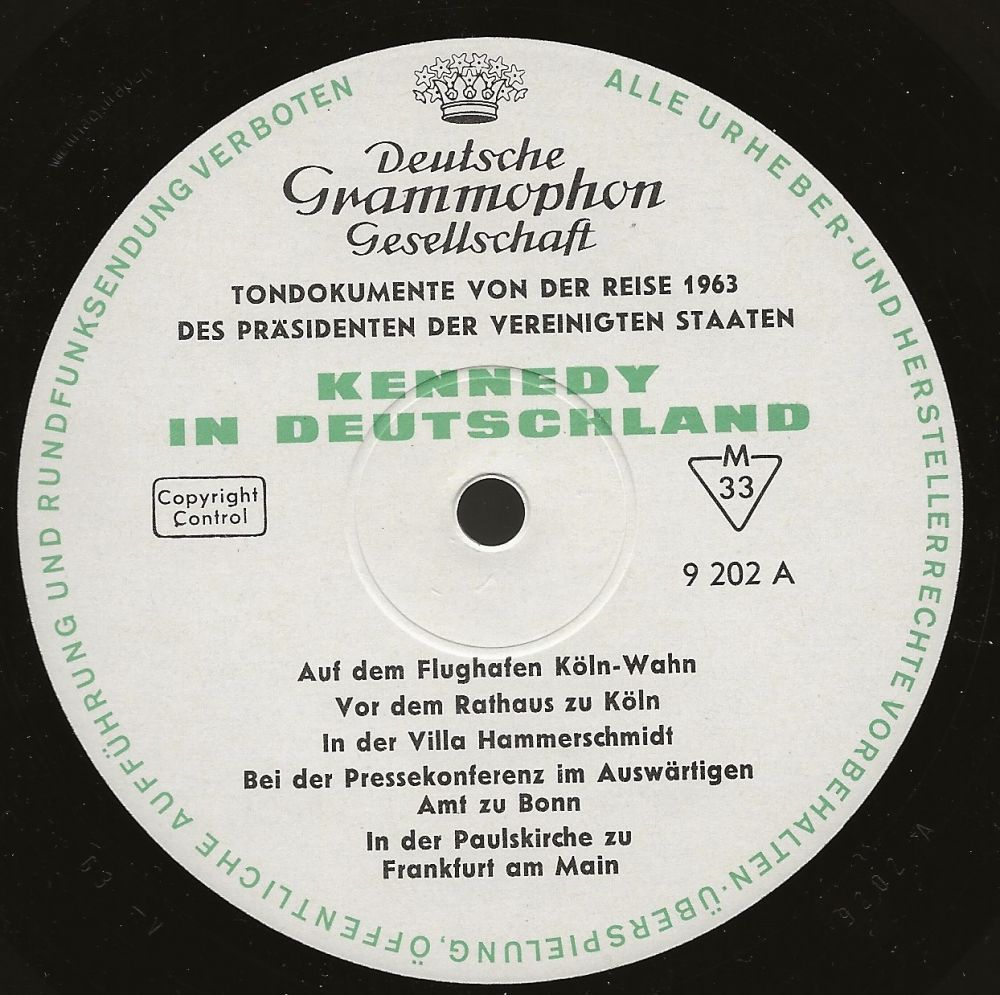 Deutsche
Grammophon
Gesellschaft
TONDOKUMENTE VON DER REISE 1963
DES PRÄSIDENTEN DER VEREINIGTEN STAATEN
KENNEDY
IN DEUTSCHLAND
Copyright
Control
M
33
9 202 A
Auf dem Flughafen Köln-Wahn
Vor dem Rathaus zu Köln
In der Villa Hammerschmidt
Bei der Pressekonferenz im Auswärtigen
Amt zu Bonn
In der Paulskirche zu
Frankfurt am Main
ALLE URHEBER- UND HERSTELLERRECHTE VORBEHALTEN · ÜBERSPIELUNG, ÖFFENTLICHE AUFFÜHRUNG UND RUNDFUNKSENDUNG VERBOTEN